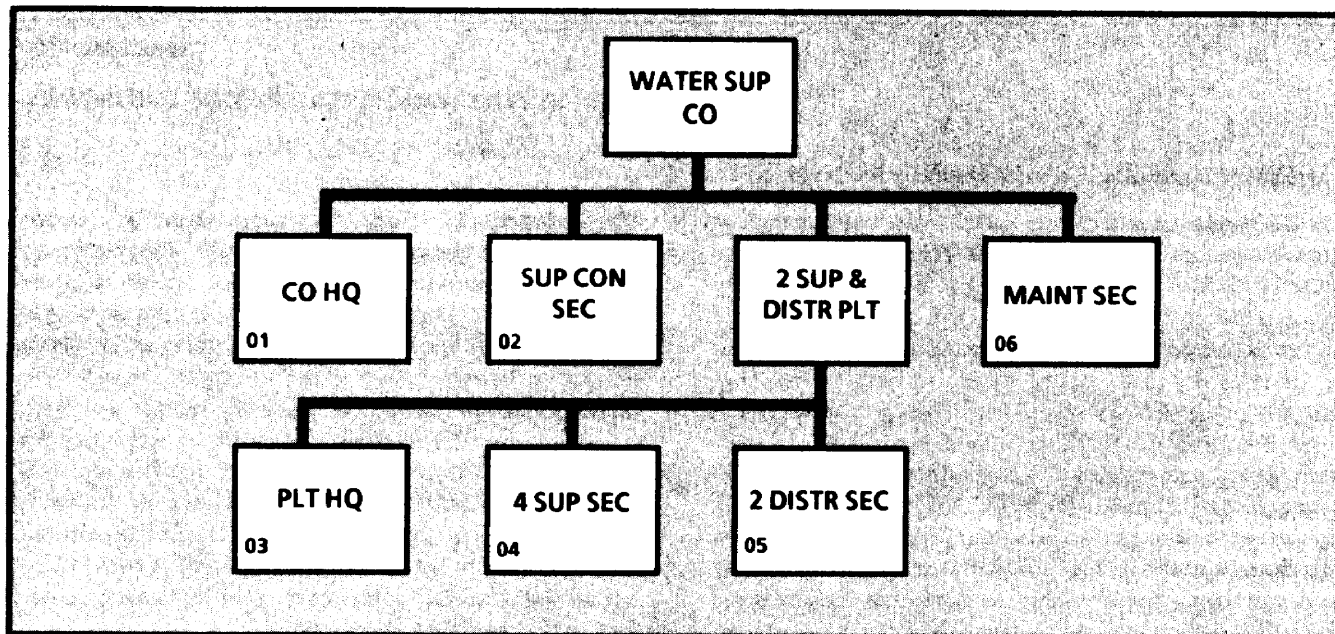 WATER SUP
CO
CO HQ
01
SUP CON
SEC
02
2 SUP &
DISTR PLT
MAINT SEC
06
PLT HQ
03
4 SUP SEC
04
2 DISTR SEC
05